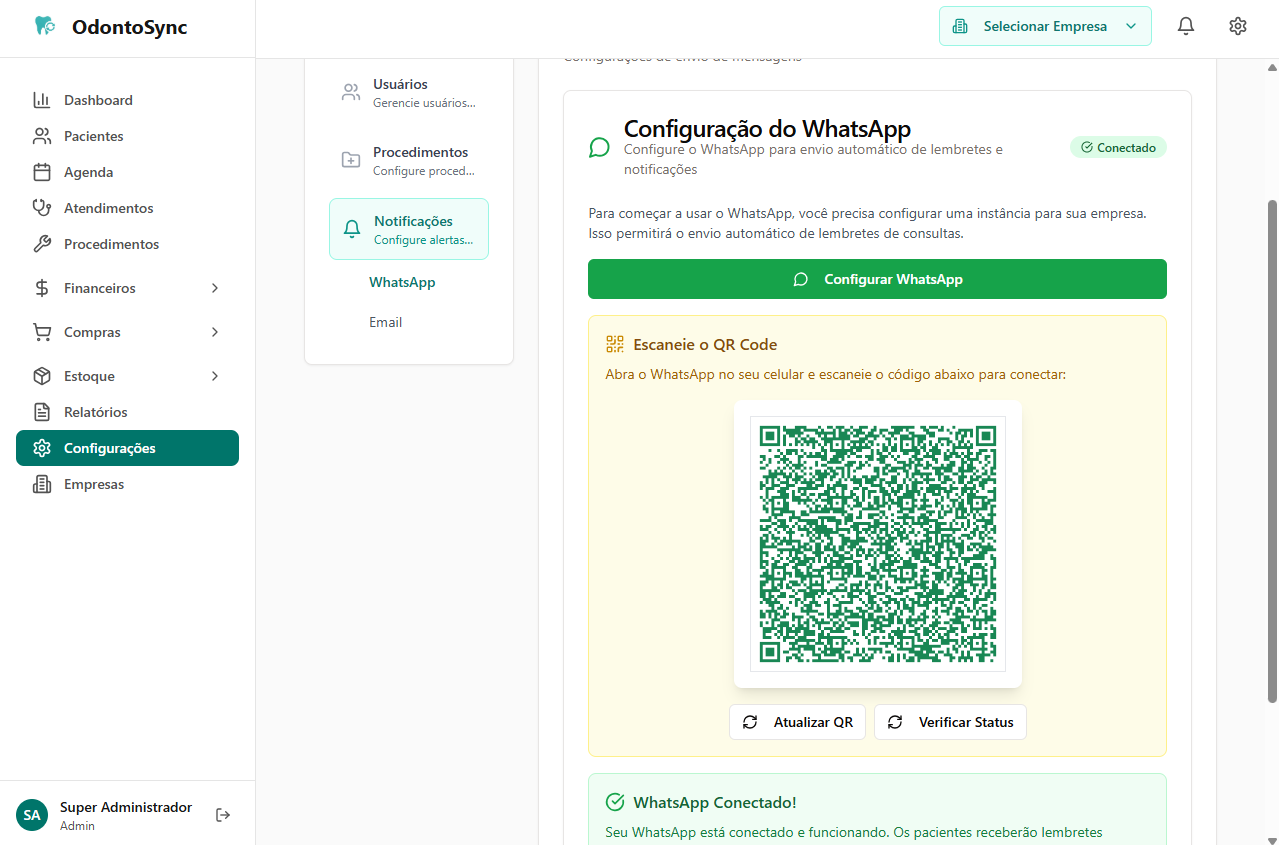 OdontoSync
Selecionar Empresa
Dashboard
Pacientes
Agenda
Atendimentos
Procedimentos
Financeiros
Compras
Estoque
Relatórios
Configurações
Empresas
SA
Super Administrador
Admin
Usuários
Gerencie usuários...
Procedimentos
Configure proced...
Notificações
Configure alertas...
WhatsApp
Email
Configurações de envio de mensagens
Configuração do WhatsApp
Configure o WhatsApp para envio automático de lembretes e
notificações
Conectado
Para começar a usar o WhatsApp, você precisa configurar uma instância para sua empresa.
Isso permitirá o envio automático de lembretes de consultas.
Configurar WhatsApp
Escaneie o QR Code
Abra o WhatsApp no seu celular e escaneie o código abaixo para conectar:
Atualizar QR
Verificar Status
WhatsApp Conectado!
Seu WhatsApp está conectado e funcionando. Os pacientes receberão lembretes